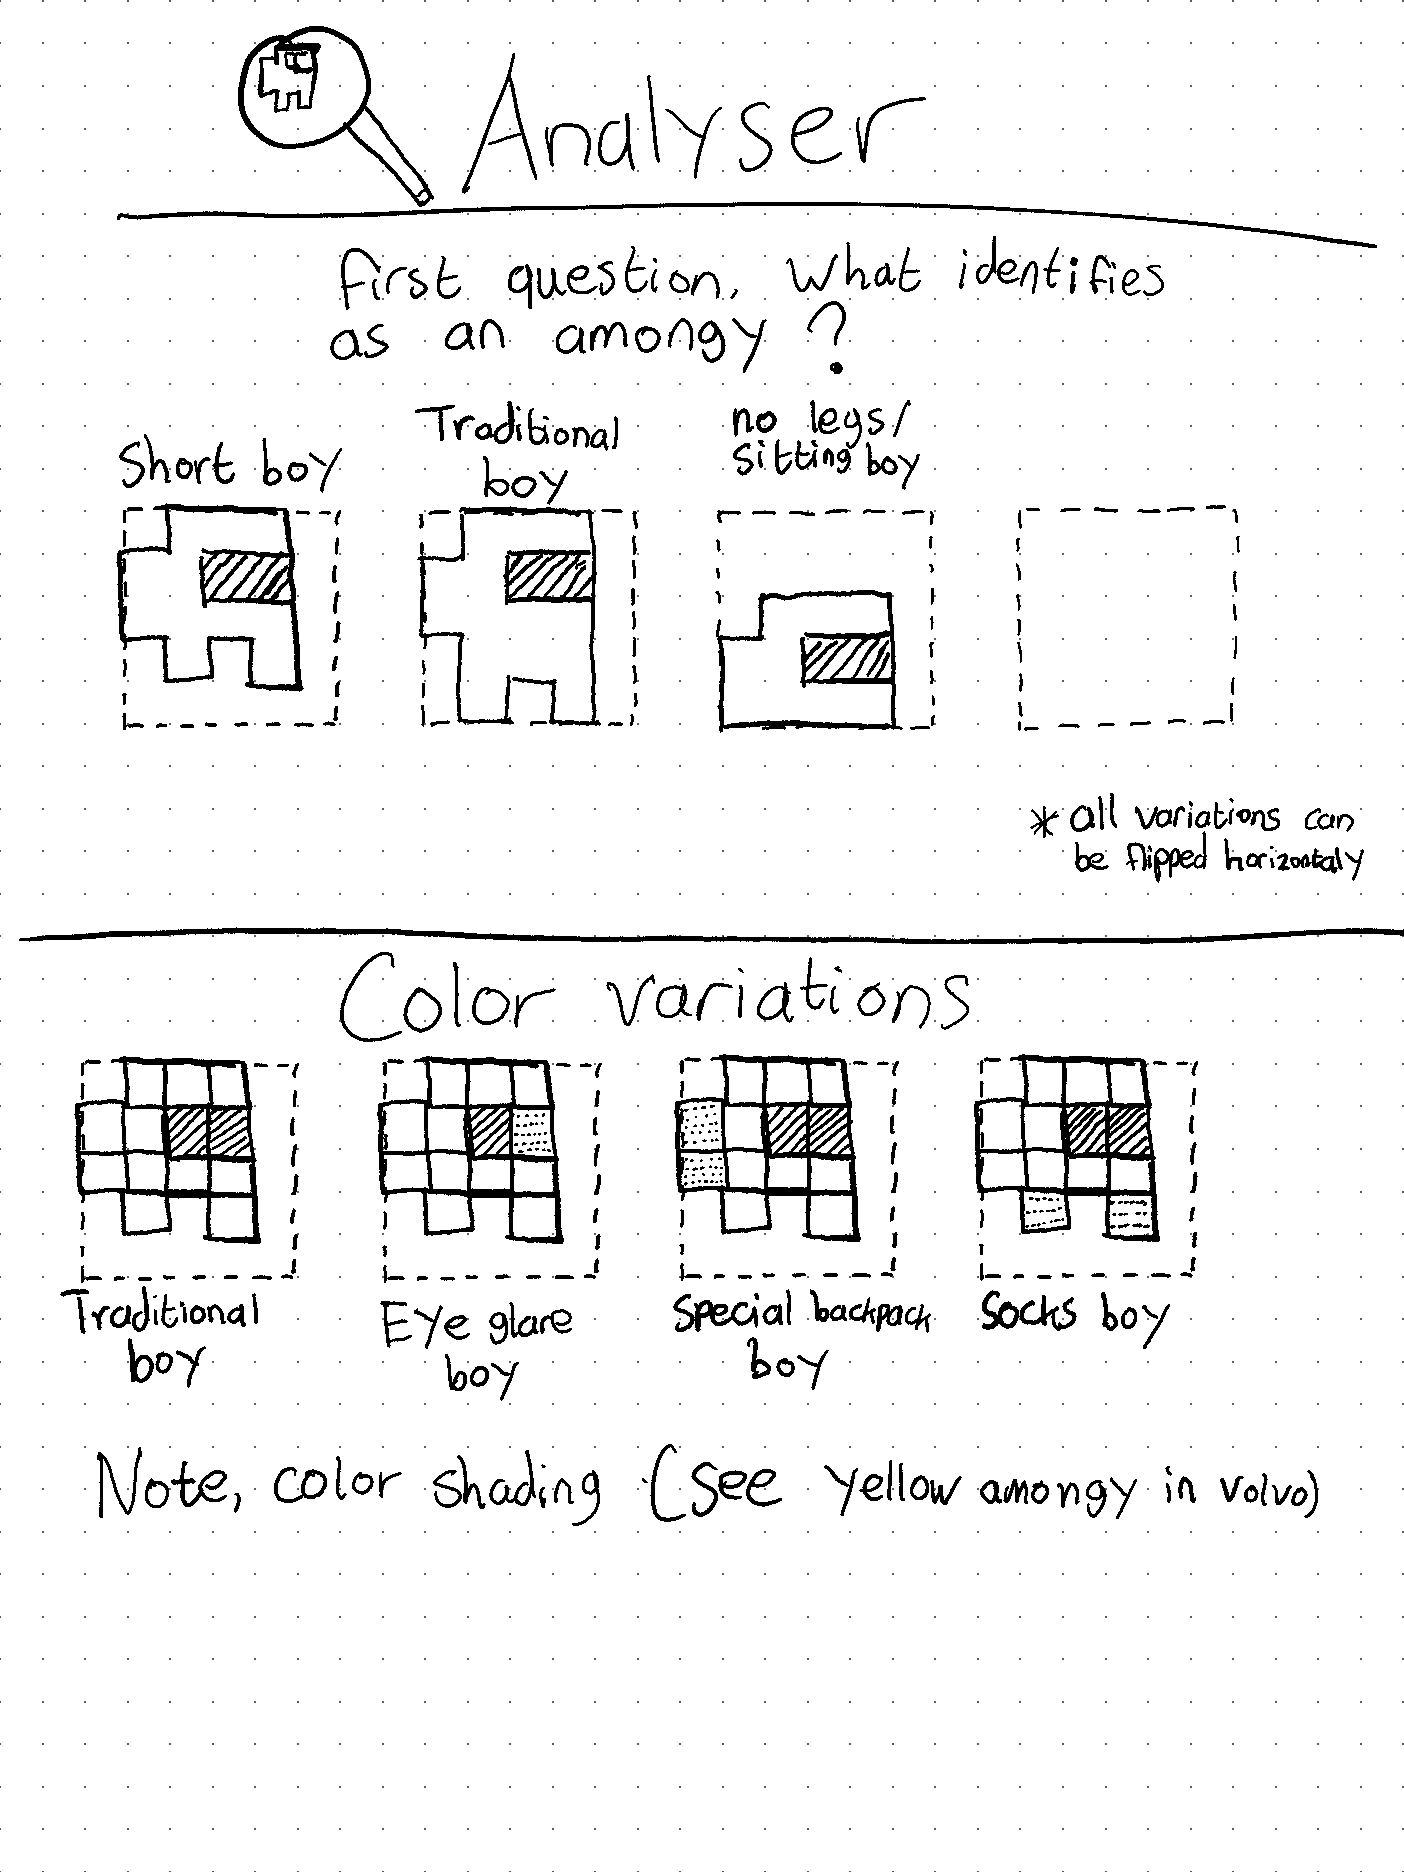 Analyser
first question, what identifies
as an amongy ?
Short boy
Traditional
boy
no legs/
sitting boy
* all variations can
be flipped horizontaly
Color variations
Traditional
boy
Eye glare
boy
Special backpack
boy
Socks boy
Note, color shading (see yellow amongy in volvo)